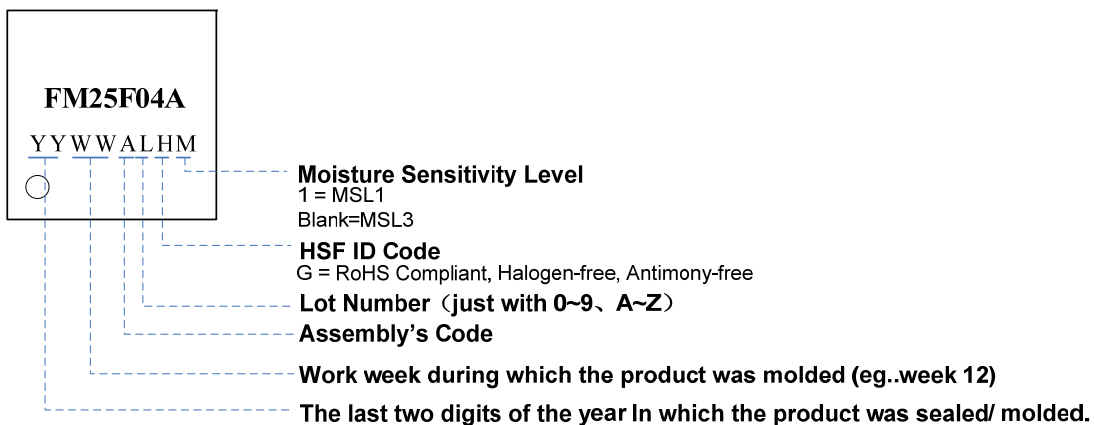 FM25F04A
YYWWALHM
Moisture Sensitivity Level
1 = MSL1
Blank=MSL3
HSF ID Code
G = RoHS Compliant, Halogen-free, Antimony-free
Lot Number（just with 0~9、A~Z）
Assembly's Code
Work week during which the product was molded (eg..week 12)
The last two digits of the year In which the product was sealed/ molded.